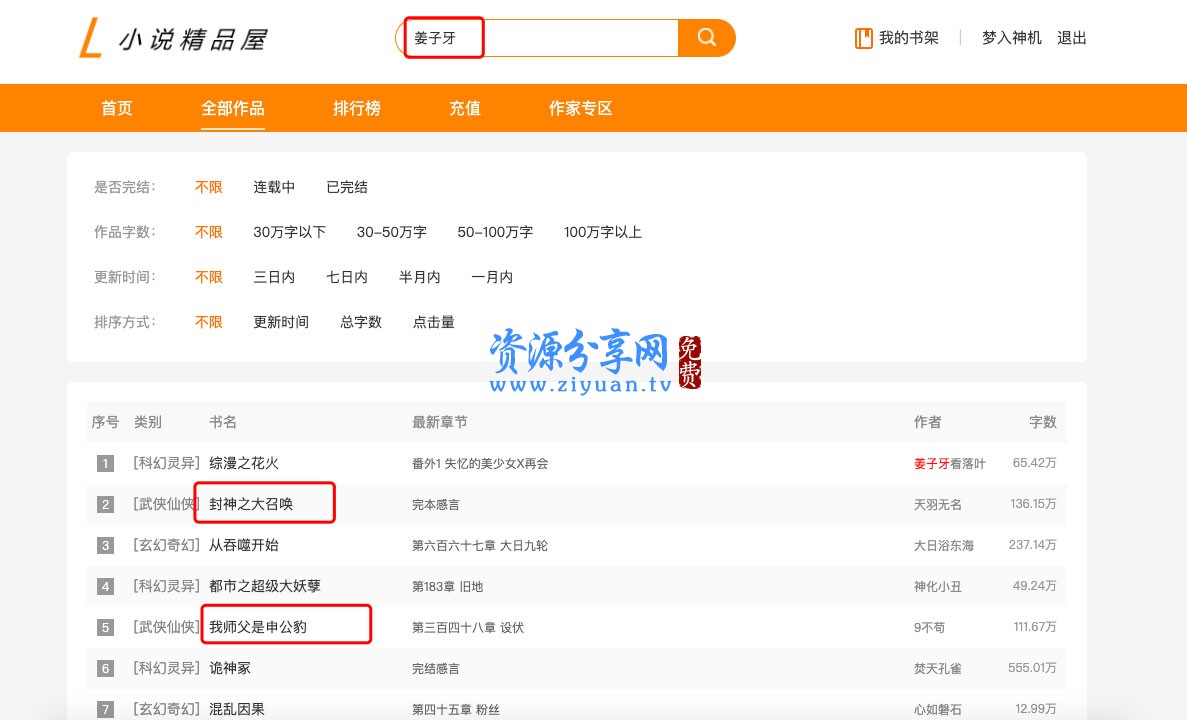 小说精品屋 姜子牙 我的书架 | 梦入神机 退出
首页 全部作品 排行榜 充值 作家专区
是否完结： 不限 连载中 已完结
作品字数： 不限 30万字以下 30-50万字 50-100万字 100万字以上
更新时间： 不限 三日内 七日内 半月内 一月内
排序方式： 不限 更新时间 总字数 点击量
资源分享网 免费
www.ziyuan.tv
序号 类别 书名 最新章节 作者 字数
1 [科幻灵异] 综漫之花火 番外1 失忆的美少女X再会 姜子牙看落叶 65.42万
2 [武侠仙侠] 封神之大召唤 完本感言 天羽无名 136.15万
3 [玄幻奇幻] 从吞噬开始 第六百六十七章 大日九轮 大日浴东海 237.14万
4 [科幻灵异] 都市之超级大妖孽 第183章 旧地 神化小丑 49.24万
5 [武侠仙侠] 我师父是申公豹 第三百四十八章 设伏 9不苟 111.67万
6 [科幻灵异] 诡神冢 完结感言 焚天孔雀 555.01万
7 [玄幻奇幻] 混乱因果 第四十五章 粉丝 心如磐石 12.99万